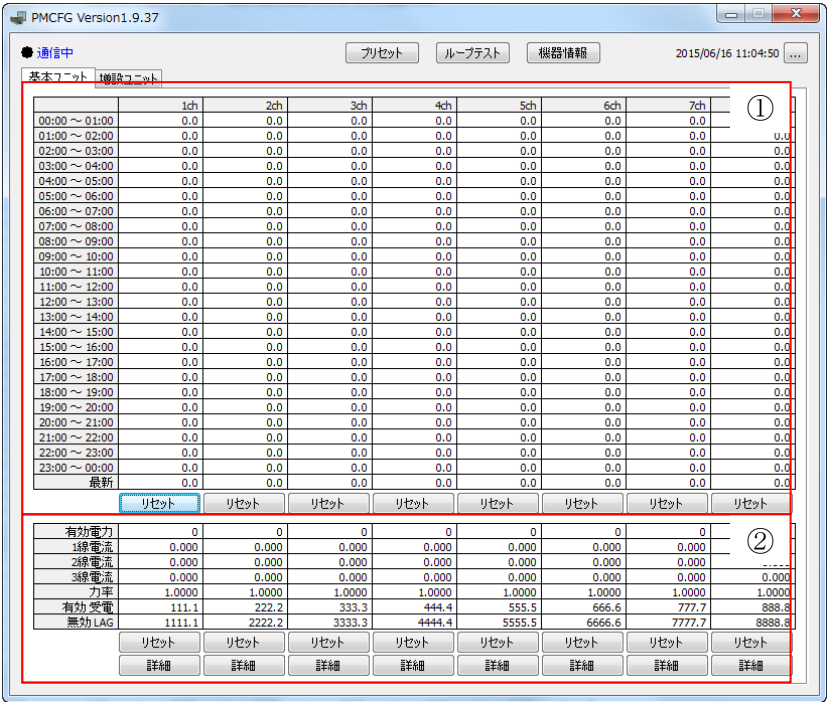 PMCFG Version1.9.37
通信中 プリセット ループテスト 機器情報 2015/06/16 11:04:50 ...
基本ユニット 増設ユニット
1ch 2ch 3ch 4ch 5ch 6ch 7ch ①
00:00 ～ 01:00 0.0 0.0 0.0 0.0 0.0 0.0 0.0
01:00 ～ 02:00 0.0 0.0 0.0 0.0 0.0 0.0 0.0 0.0
02:00 ～ 03:00 0.0 0.0 0.0 0.0 0.0 0.0 0.0 0.0
03:00 ～ 04:00 0.0 0.0 0.0 0.0 0.0 0.0 0.0 0.0
04:00 ～ 05:00 0.0 0.0 0.0 0.0 0.0 0.0 0.0 0.0
05:00 ～ 06:00 0.0 0.0 0.0 0.0 0.0 0.0 0.0 0.0
06:00 ～ 07:00 0.0 0.0 0.0 0.0 0.0 0.0 0.0 0.0
07:00 ～ 08:00 0.0 0.0 0.0 0.0 0.0 0.0 0.0 0.0
08:00 ～ 09:00 0.0 0.0 0.0 0.0 0.0 0.0 0.0 0.0
09:00 ～ 10:00 0.0 0.0 0.0 0.0 0.0 0.0 0.0 0.0
10:00 ～ 11:00 0.0 0.0 0.0 0.0 0.0 0.0 0.0 0.0
11:00 ～ 12:00 0.0 0.0 0.0 0.0 0.0 0.0 0.0 0.0
12:00 ～ 13:00 0.0 0.0 0.0 0.0 0.0 0.0 0.0 0.0
13:00 ～ 14:00 0.0 0.0 0.0 0.0 0.0 0.0 0.0 0.0
14:00 ～ 15:00 0.0 0.0 0.0 0.0 0.0 0.0 0.0 0.0
15:00 ～ 16:00 0.0 0.0 0.0 0.0 0.0 0.0 0.0 0.0
16:00 ～ 17:00 0.0 0.0 0.0 0.0 0.0 0.0 0.0 0.0
17:00 ～ 18:00 0.0 0.0 0.0 0.0 0.0 0.0 0.0 0.0
18:00 ～ 19:00 0.0 0.0 0.0 0.0 0.0 0.0 0.0 0.0
19:00 ～ 20:00 0.0 0.0 0.0 0.0 0.0 0.0 0.0 0.0
20:00 ～ 21:00 0.0 0.0 0.0 0.0 0.0 0.0 0.0 0.0
21:00 ～ 22:00 0.0 0.0 0.0 0.0 0.0 0.0 0.0 0.0
22:00 ～ 23:00 0.0 0.0 0.0 0.0 0.0 0.0 0.0 0.0
23:00 ～ 00:00 0.0 0.0 0.0 0.0 0.0 0.0 0.0 0.0
最新 0.0 0.0 0.0 0.0 0.0 0.0 0.0 0.0
リセット リセット リセット リセット リセット リセット リセット リセット
有効電力 0 0 0 0 0 0 0 ②
1線電流 0.000 0.000 0.000 0.000 0.000 0.000 0.000
2線電流 0.000 0.000 0.000 0.000 0.000 0.000 0.000
3線電流 0.000 0.000 0.000 0.000 0.000 0.000 0.000 0.000
力率 1.0000 1.0000 1.0000 1.0000 1.0000 1.0000 1.0000 1.0000
有効 受電 111.1 222.2 333.3 444.4 555.5 666.6 777.7 888.8
無効 LAG 1111.1 2222.2 3333.3 4444.4 5555.5 6666.6 7777.7 8888.8
リセット リセット リセット リセット リセット リセット リセット リセット
詳細 詳細 詳細 詳細 詳細 詳細 詳細 詳細